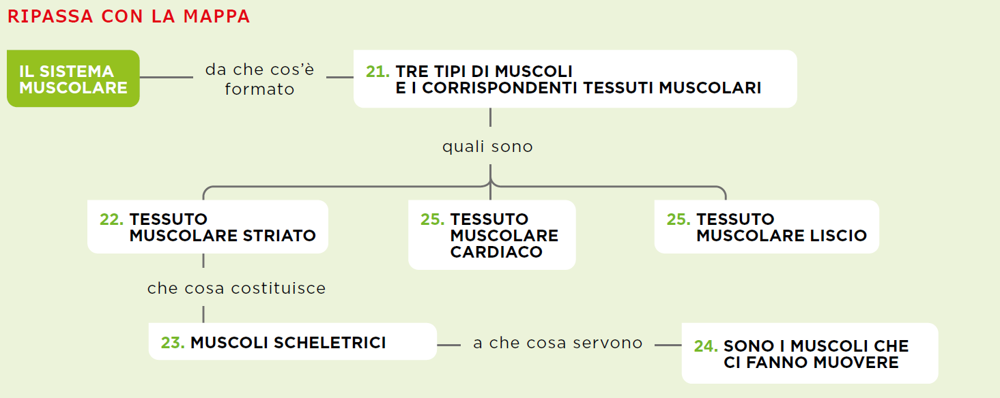 RIPASSA CON LA MAPPA
IL SISTEMA
MUSCOLARE
da che cos'è
formato
21. TRE TIPI DI MUSCOLI
E I CORRISPONDENTI TESSUTI MUSCOLARI
quali sono
22. TESSUTO
MUSCOLARE STRIATO
25. TESSUTO
MUSCOLARE
CARDIACO
25. TESSUTO
MUSCOLARE LISCIO
che cosa costituisce
23. MUSCOLI SCHELETRICI
a che cosa servono
24. SONO I MUSCOLI CHE
CI FANNO MUOVERE